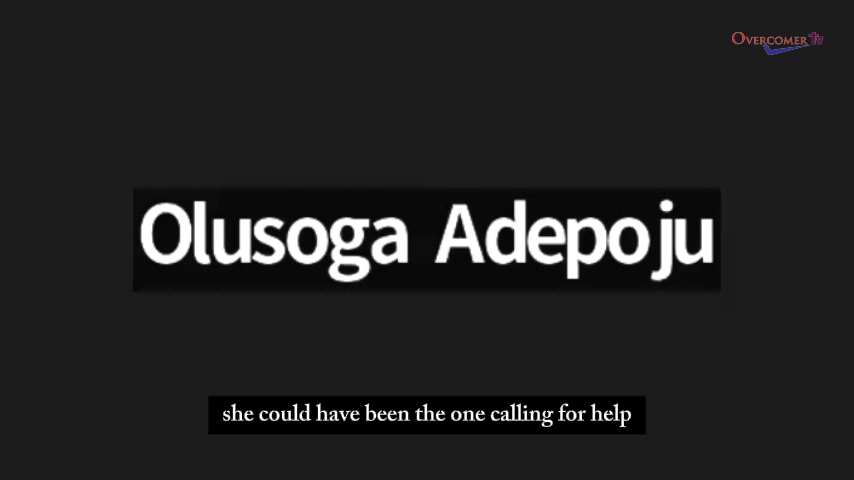 OVERCOMER TV
Olusoga Adepoju
she could have been the one calling for help